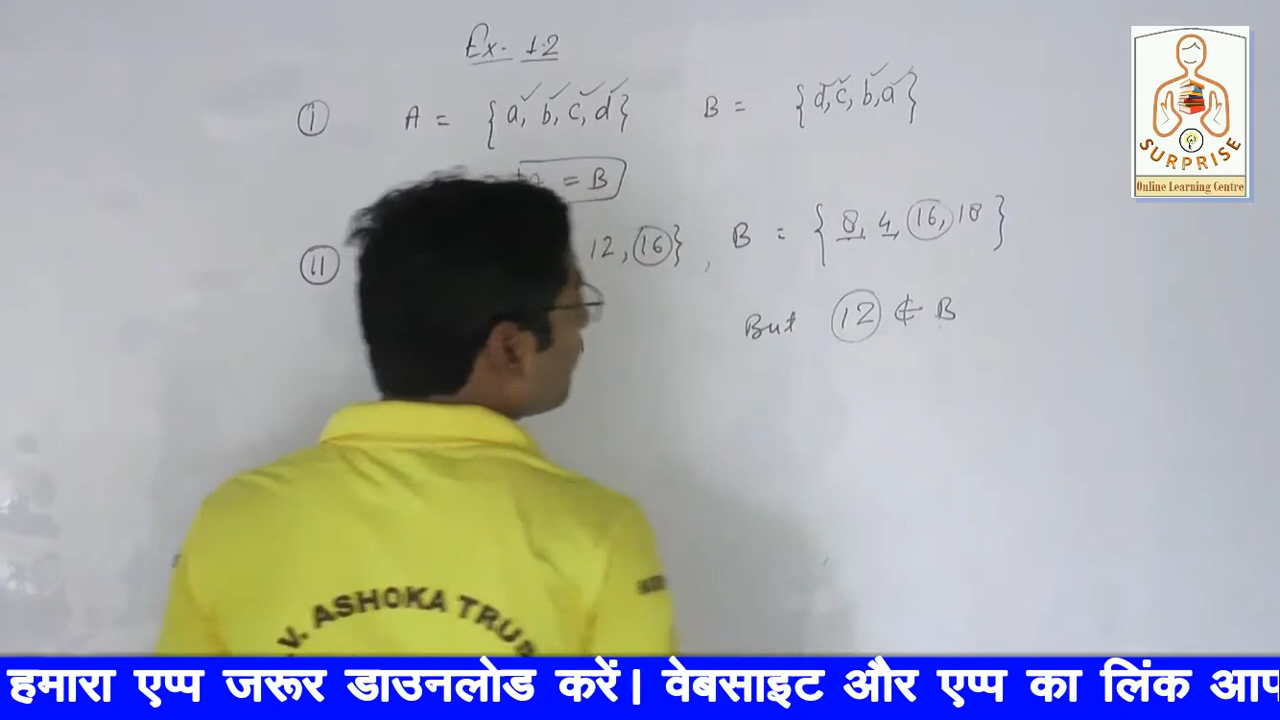 Ex. 1.2
(i) A = {a, b, c, d} B = {d, c, b, a}
= B
(ii) 12, 16}, B = {8, 4, 16, 18}
But 12 ⊄ B
SURPRISE
Online Learning Centre
V. ASHOKA TRUS
हमारा एप्प जरूर डाउनलोड करें। वेबसाइट और एप्प का लिंक आप